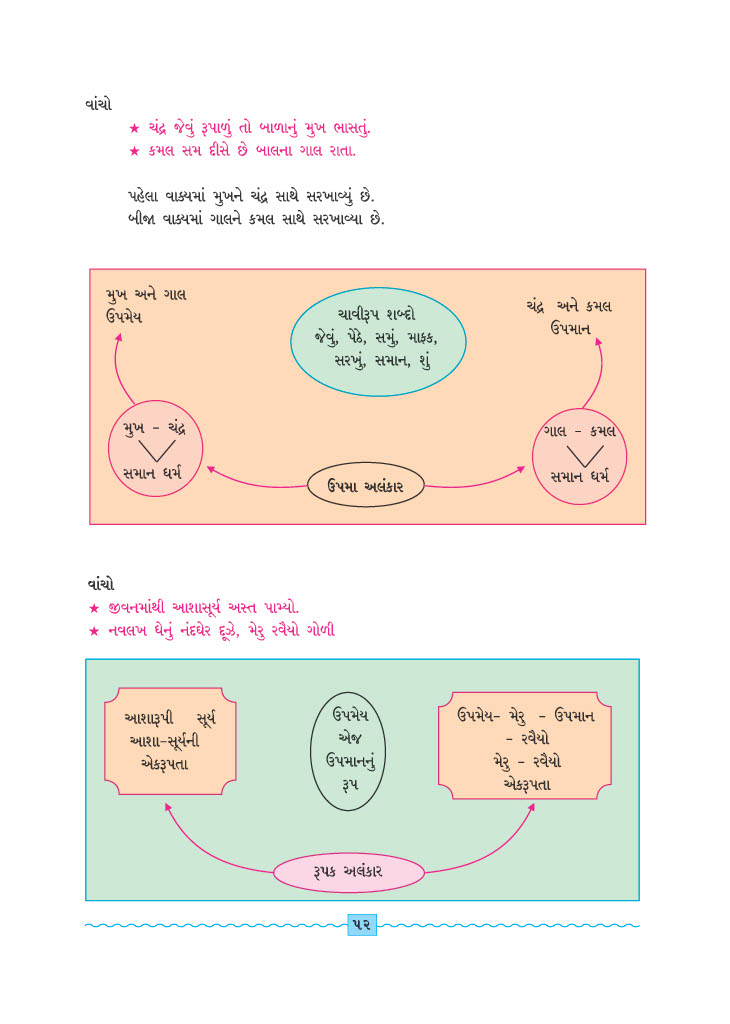 વાંચો
★ ચંદ્ર જેવું રૂપાળું તો બાળાનું મુખ ભાસતું.
★ કમલ સમ દીસે છે બાલના ગાલ રાતા.
પહેલા વાક્યમાં મુખને ચંદ્ર સાથે સરખાવ્યું છે.
બીજા વાક્યમાં ગાલને કમલ સાથે સરખાવ્યા છે.
મુખ અને ગાલ
ઉપમેય
ચાવીરૂપ શબ્દો
જેવું, પેઠે, સમું, માફક,
સરખું, સમાન, શું
ચંદ્ર અને કમલ
ઉપમાન
મુખ - ચંદ્ર
સમાન ધર્મ
ગાલ - કમલ
સમાન ધર્મ
ઉપમા અલંકાર
વાંચો
★ જીવનમાંથી આશાસૂર્ય અસ્ત પામ્યો.
★ નવલખ ધેનું નંદઘેર દૂઝે, મેરુ રવૈયો ગોળી
આશારૂપી સૂર્ય
આશા-સૂર્યની
એકરૂપતા
ઉપમેય
એજ
ઉપમાનનું
રૂપ
ઉપમેય- મેરુ - ઉપમાન
- રવૈયો
મેરુ - રવૈયો
એકરૂપતા
રૂપક અલંકાર
૫૨